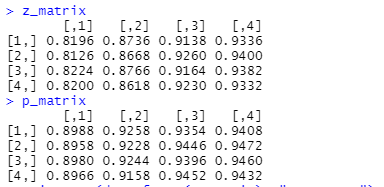 > z_matrix
[,1] [,2] [,3] [,4]
[1,] 0.8196 0.8736 0.9138 0.9336
[2,] 0.8126 0.8668 0.9260 0.9400
[3,] 0.8224 0.8766 0.9164 0.9382
[4,] 0.8200 0.8618 0.9230 0.9332
> p_matrix
[,1] [,2] [,3] [,4]
[1,] 0.8988 0.9258 0.9354 0.9408
[2,] 0.8958 0.9228 0.9446 0.9472
[3,] 0.8980 0.9244 0.9396 0.9460
[4,] 0.8966 0.9158 0.9452 0.9432